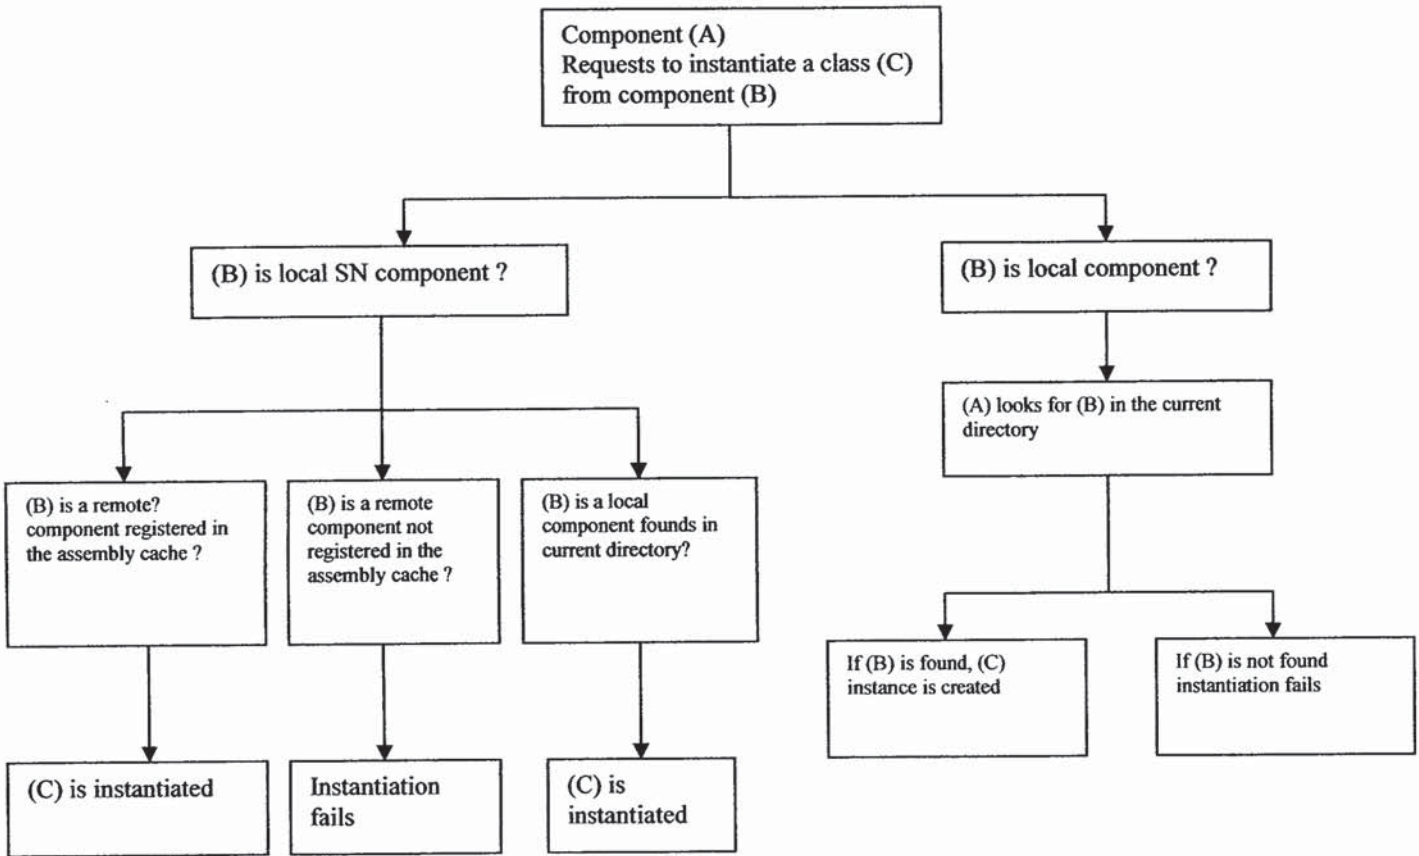 Component (A)
Requests to instantiate a class (C)
from component (B)
(B) is local SN component ?
(B) is local component ?
(A) looks for (B) in the current
directory
(B) is a remote?
component registered in
the assembly cache ?
(B) is a remote
component not
registered in the
assembly cache ?
(B) is a local
component founds in
current directory?
If (B) is found, (C)
instance is created
If (B) is not found
instantiation fails
(C) is instantiated
Instantiation
fails
(C) is
instantiated